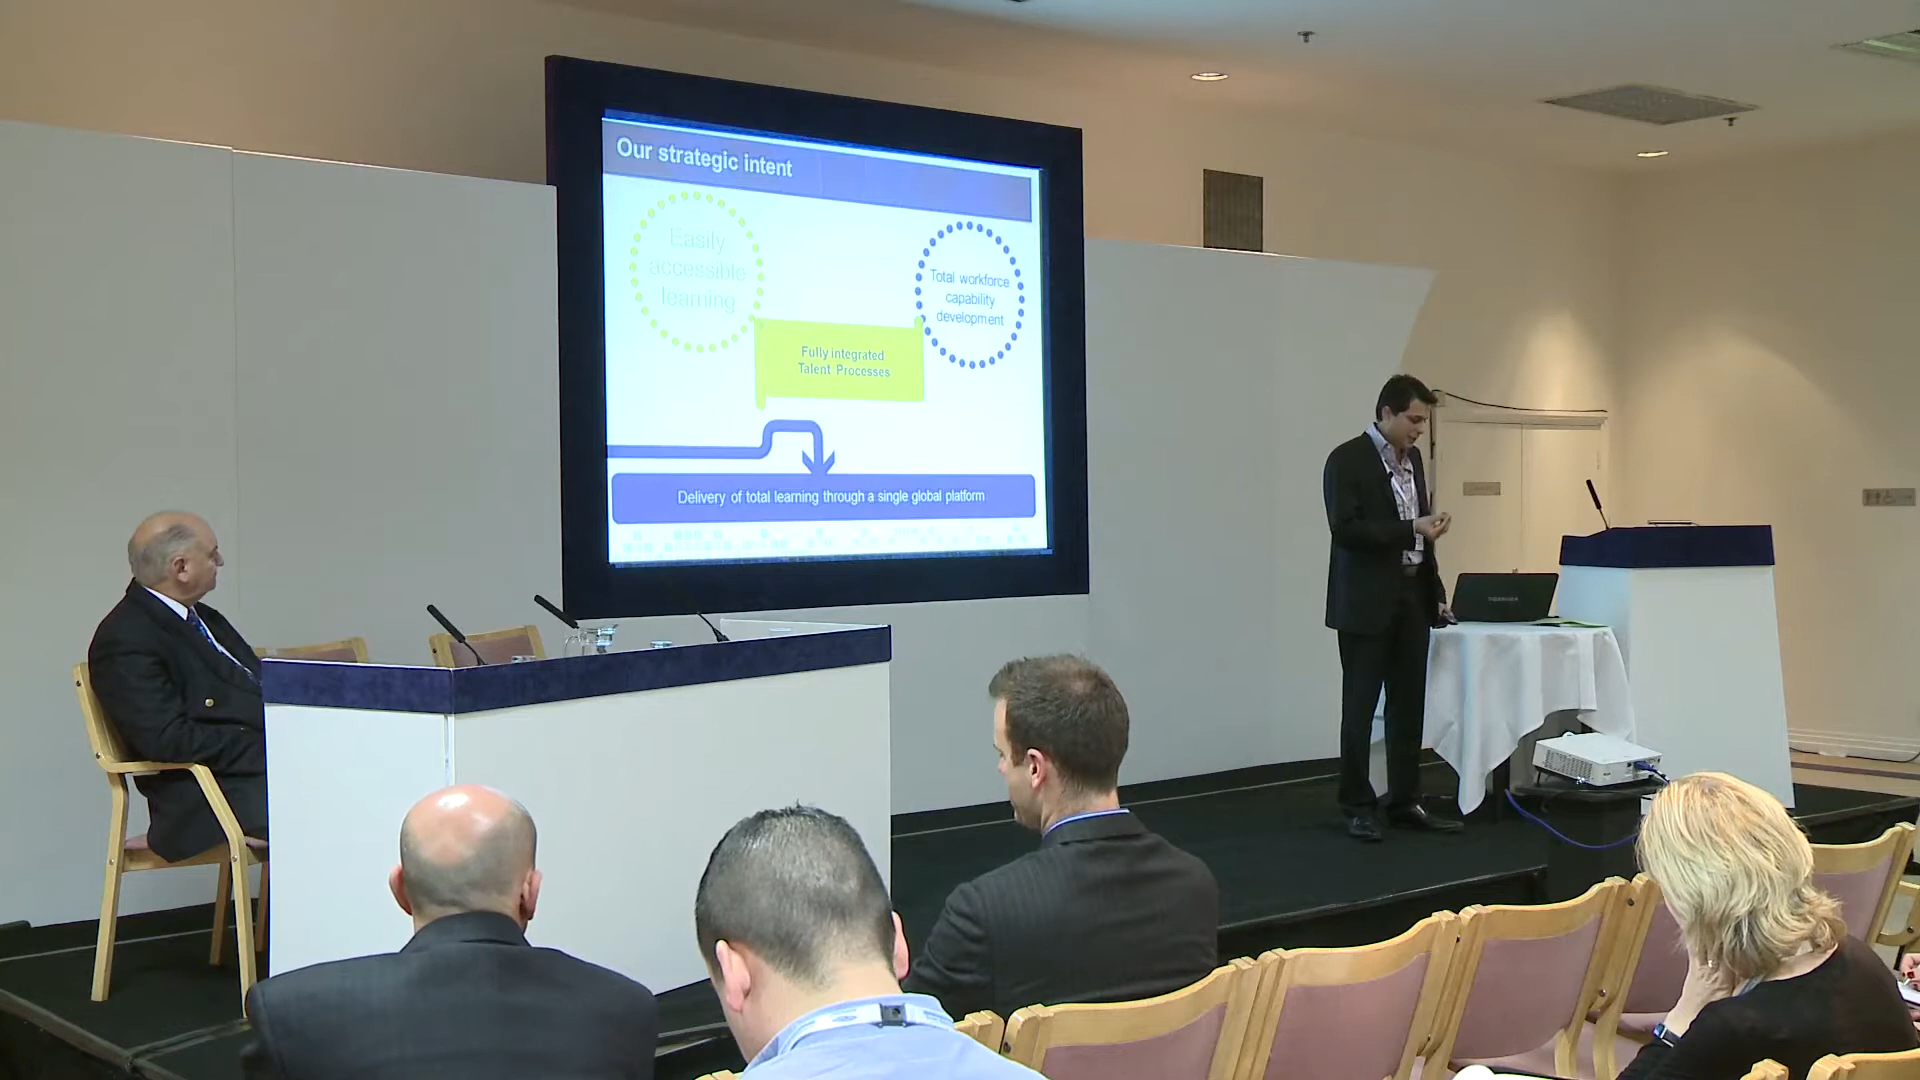 Our strategic intent
Easily
accessible
learning
Total workforce
capability
development
Fully integrated
Talent Processes
Delivery of total learning through a single global platform
TOSHIBA